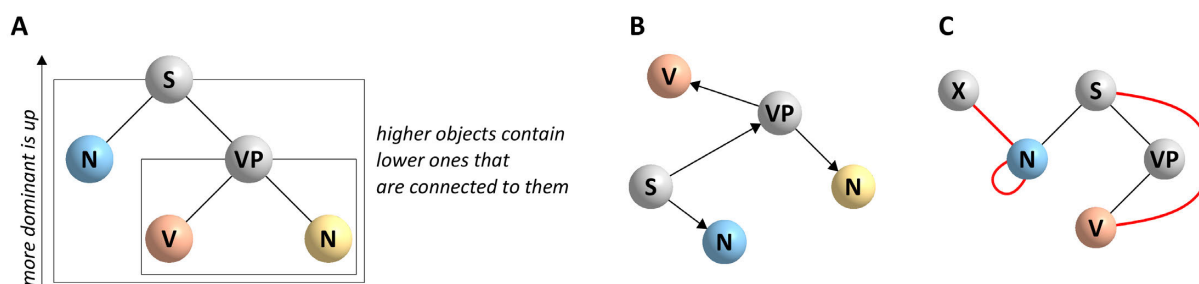 A
more dominant is up
S
N
VP
V
N
higher objects contain
lower ones that
are connected to them
B
V
VP
S
N
N
C
X
S
N
VP
V